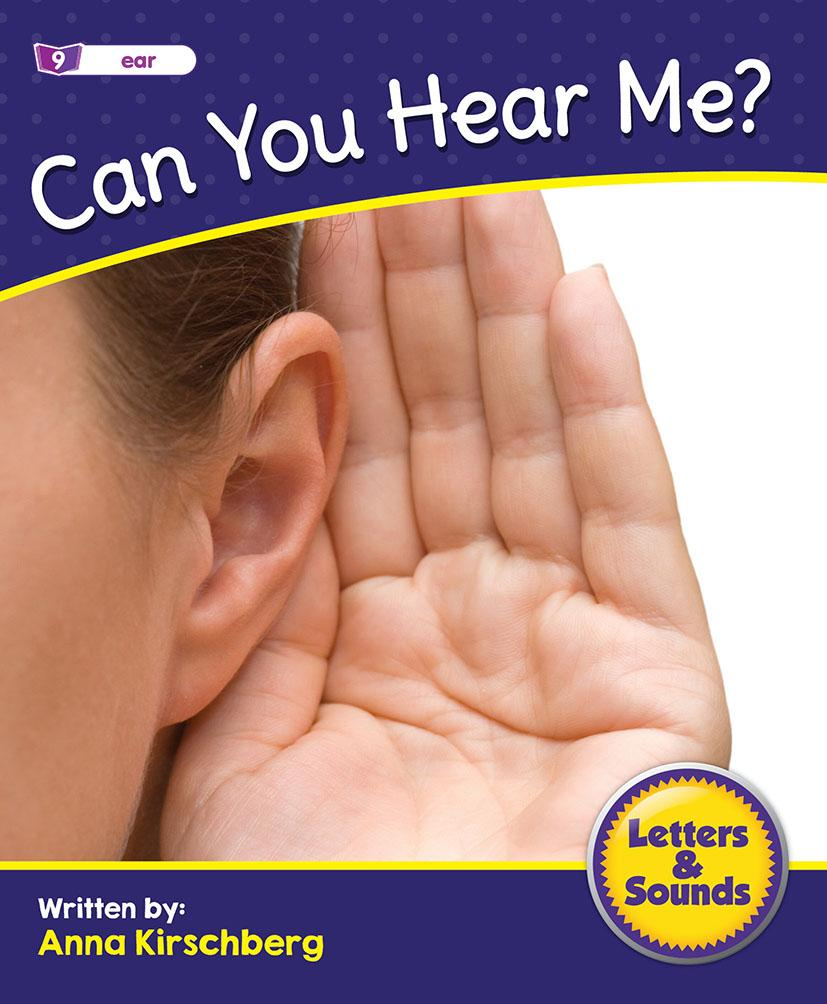 9 ear
Can You Hear Me?
Letters
&
Sounds
Written by:
Anna Kirschberg